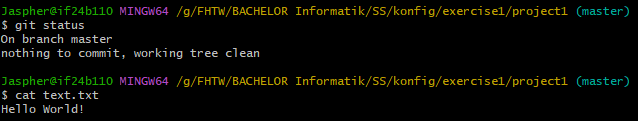 Jaspher@if24b110 MINGW64 /g/FHTW/BACHELOR Informatik/SS/konfig/exercise1/project1 (master)
$ git status
On branch master
nothing to commit, working tree clean
Jaspher@if24b110 MINGW64 /g/FHTW/BACHELOR Informatik/SS/konfig/exercise1/project1 (master)
$ cat text.txt
Hello World!